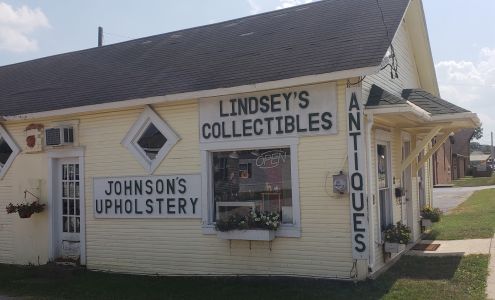 LINDSEY'S
COLLECTIBLES
ANTIQUES
JOHNSON'S
UPHOLSTERY
OPEN